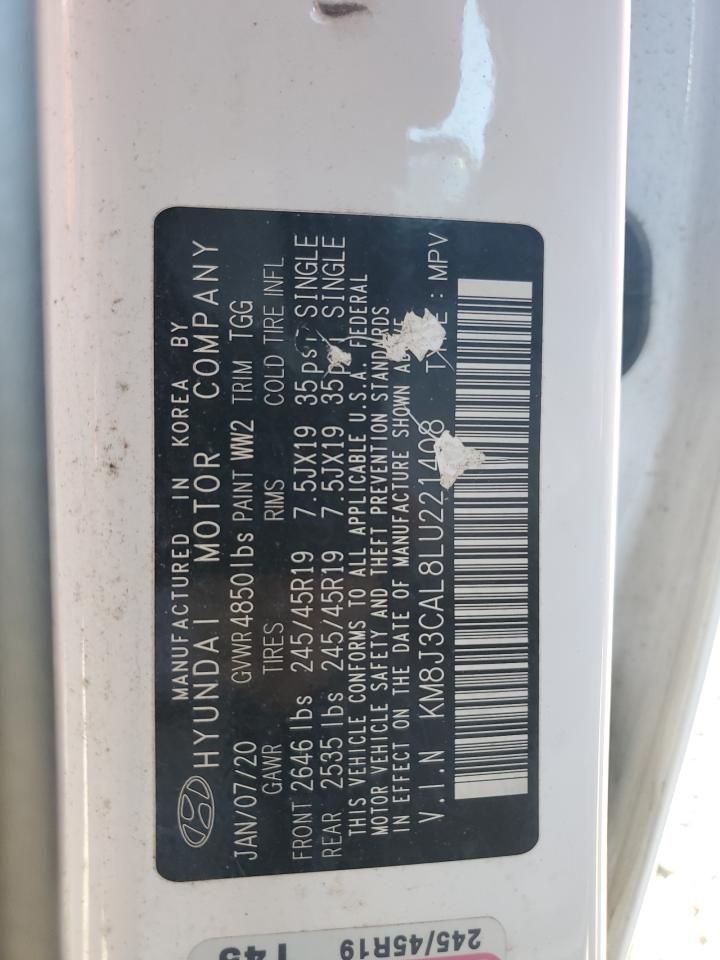 MANUFACTURED IN KOREA BY
HYUNDAI MOTOR COMPANY
JAN/07/20 GVWR 4850 lbs PAINT WW2 TRIM TGG
GAWR TIRES RIMS COLD TIRE INFL
FRONT 2646 lbs 245/45R19 7.5JX19 35psi SINGLE
REAR 2535 lbs 245/45R19 7.5JX19 SINGLE
THIS VEHICLE CONFORMS TO ALL APPLICABLE U.S.A. FEDERAL
MOTOR VEHICLE SAFETY AND THEFT PREVENTION STANDARDS
IN EFFECT ON THE DATE OF MANUFACTURE SHOWN
V.I.N KM8J3CAL8LU221408 : MPV
245/45R19